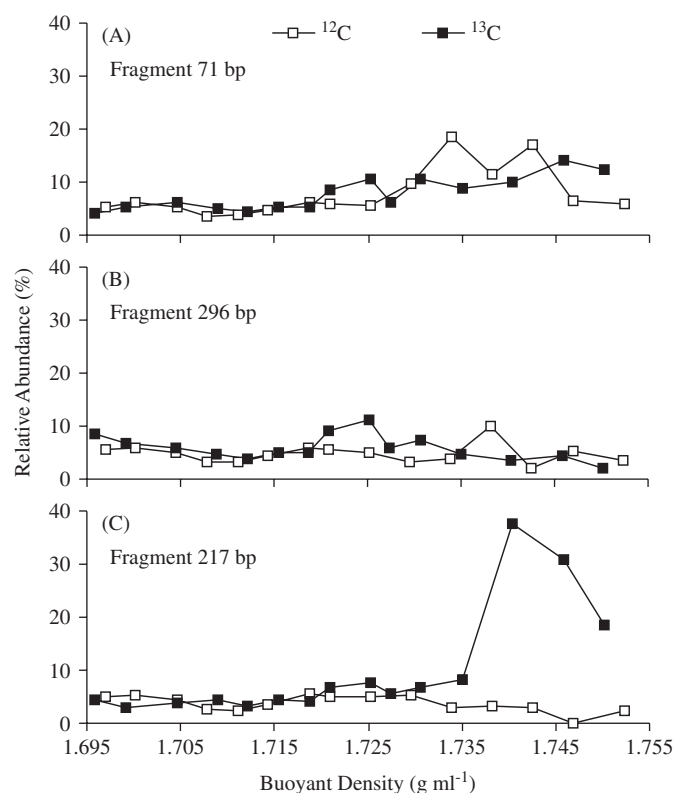 40
(A)
¹²C
¹³C
Fragment 71 bp
30
20
10
0
40
(B)
Fragment 296 bp
30
20
10
0
40
(C)
Fragment 217 bp
30
20
10
0
Relative Abundance (%)
1.695 1.705 1.715 1.725 1.735 1.745 1.755
Buoyant Density (g ml⁻¹)